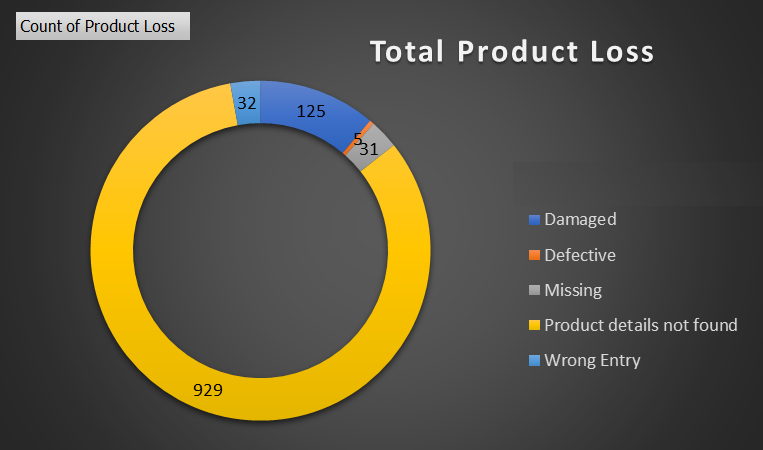 Count of Product Loss
Total Product Loss
32
125
5
31
929
Damaged
Defective
Missing
Product details not found
Wrong Entry